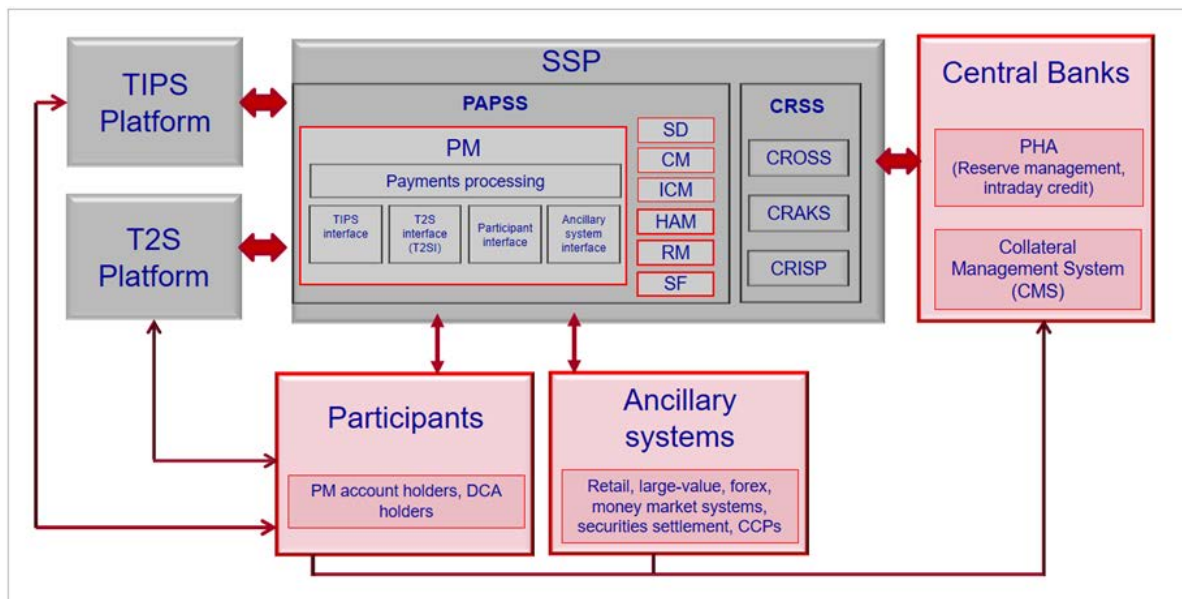 TIPS
Platform
T2S
Platform
SSP
PAPSS
PM
Payments processing
TIPS
interface
T2S
interface
(T2SI)
Participant
interface
Ancillary
system
interface
SD
CM
ICM
HAM
RM
SF
CRSS
CROSS
CRAKS
CRISP
Central Banks
PHA
(Reserve management,
intraday credit)
Collateral
Management System
(CMS)
Participants
PM account holders, DCA
holders
Ancillary
systems
Retail, large-value, forex,
money market systems,
securities settlement, CCPs